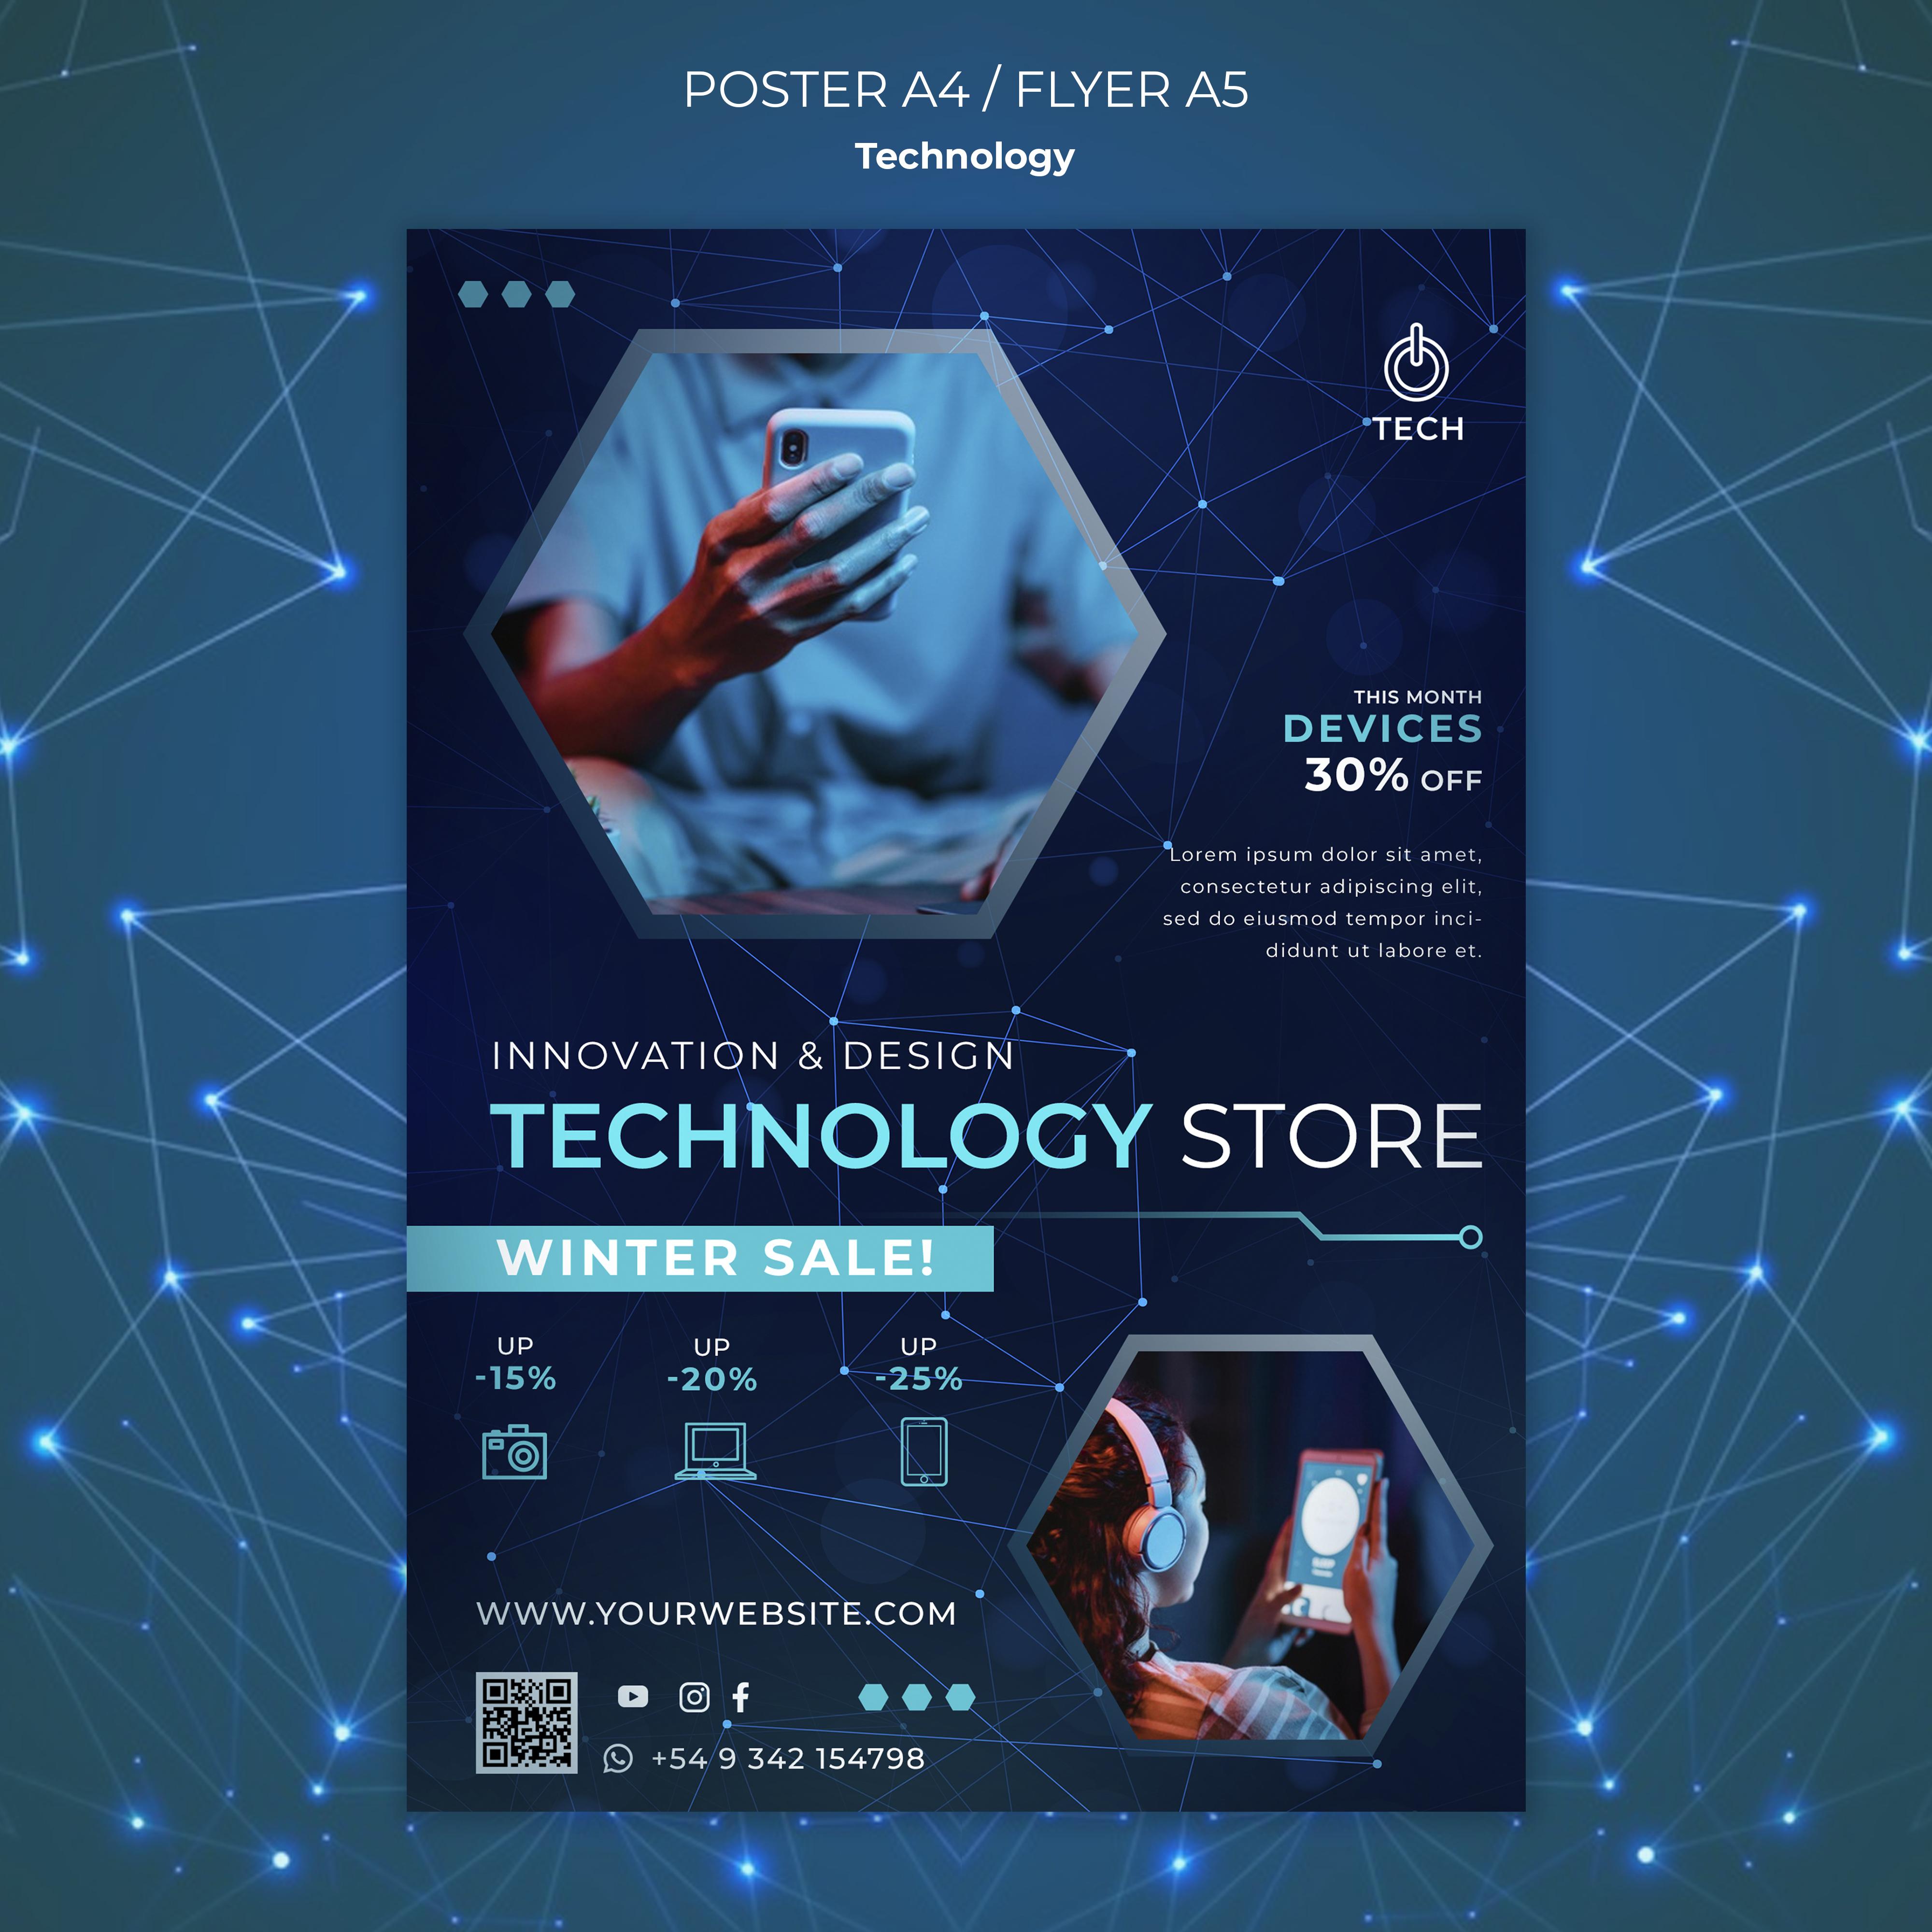 POSTER A4 / FLYER A5
Technology
TECH
THIS MONTH
DEVICES
30% OFF
Lorem ipsum dolor sit amet,
consectetur adipiscing elit,
sed do eiusmod tempor inci-
didunt ut labore et.
INNOVATION & DESIGN
TECHNOLOGY STORE
WINTER SALE!
UP
-15%
UP
-20%
UP
-25%
WWW.YOURWEBSITE.COM
+54 9 342 154798